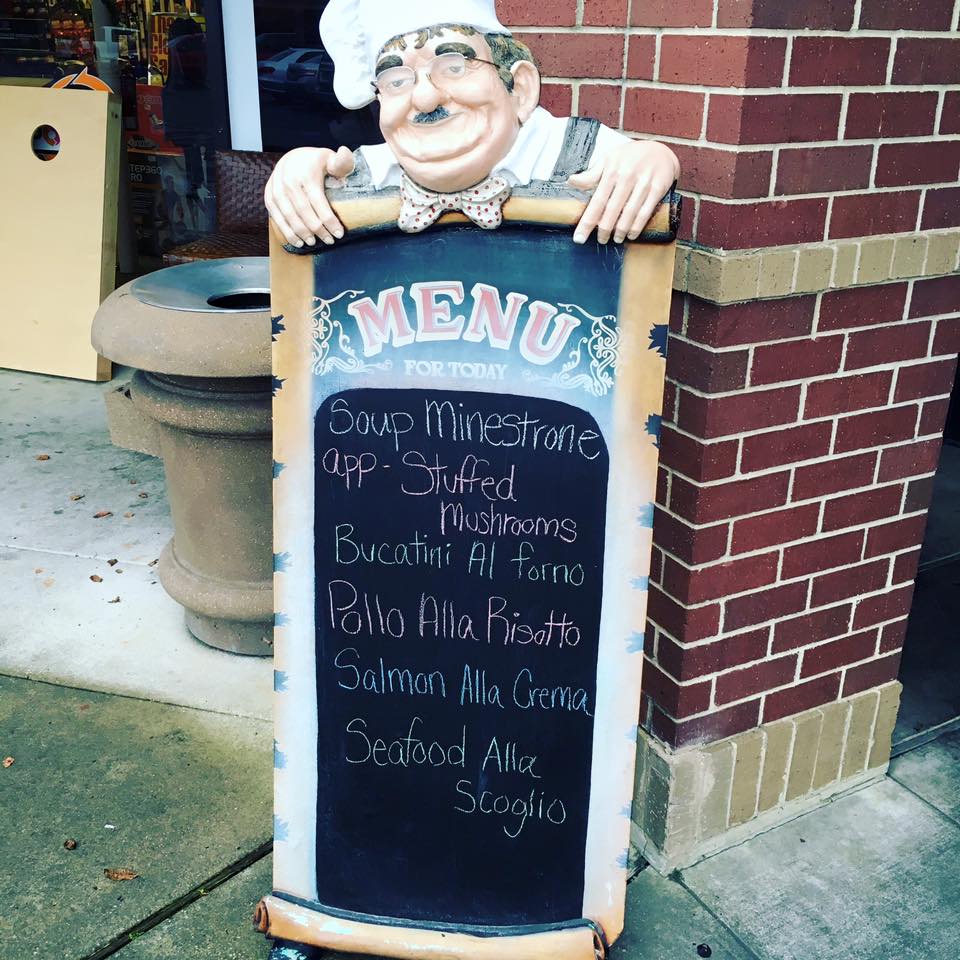 MENU
FOR TODAY
Soup Minestrone
app - Stuffed
Mushrooms
Bucatini Al forno
Pollo Alla Risotto
Salmon Alla Crema
Seafood Alla
Scoglio